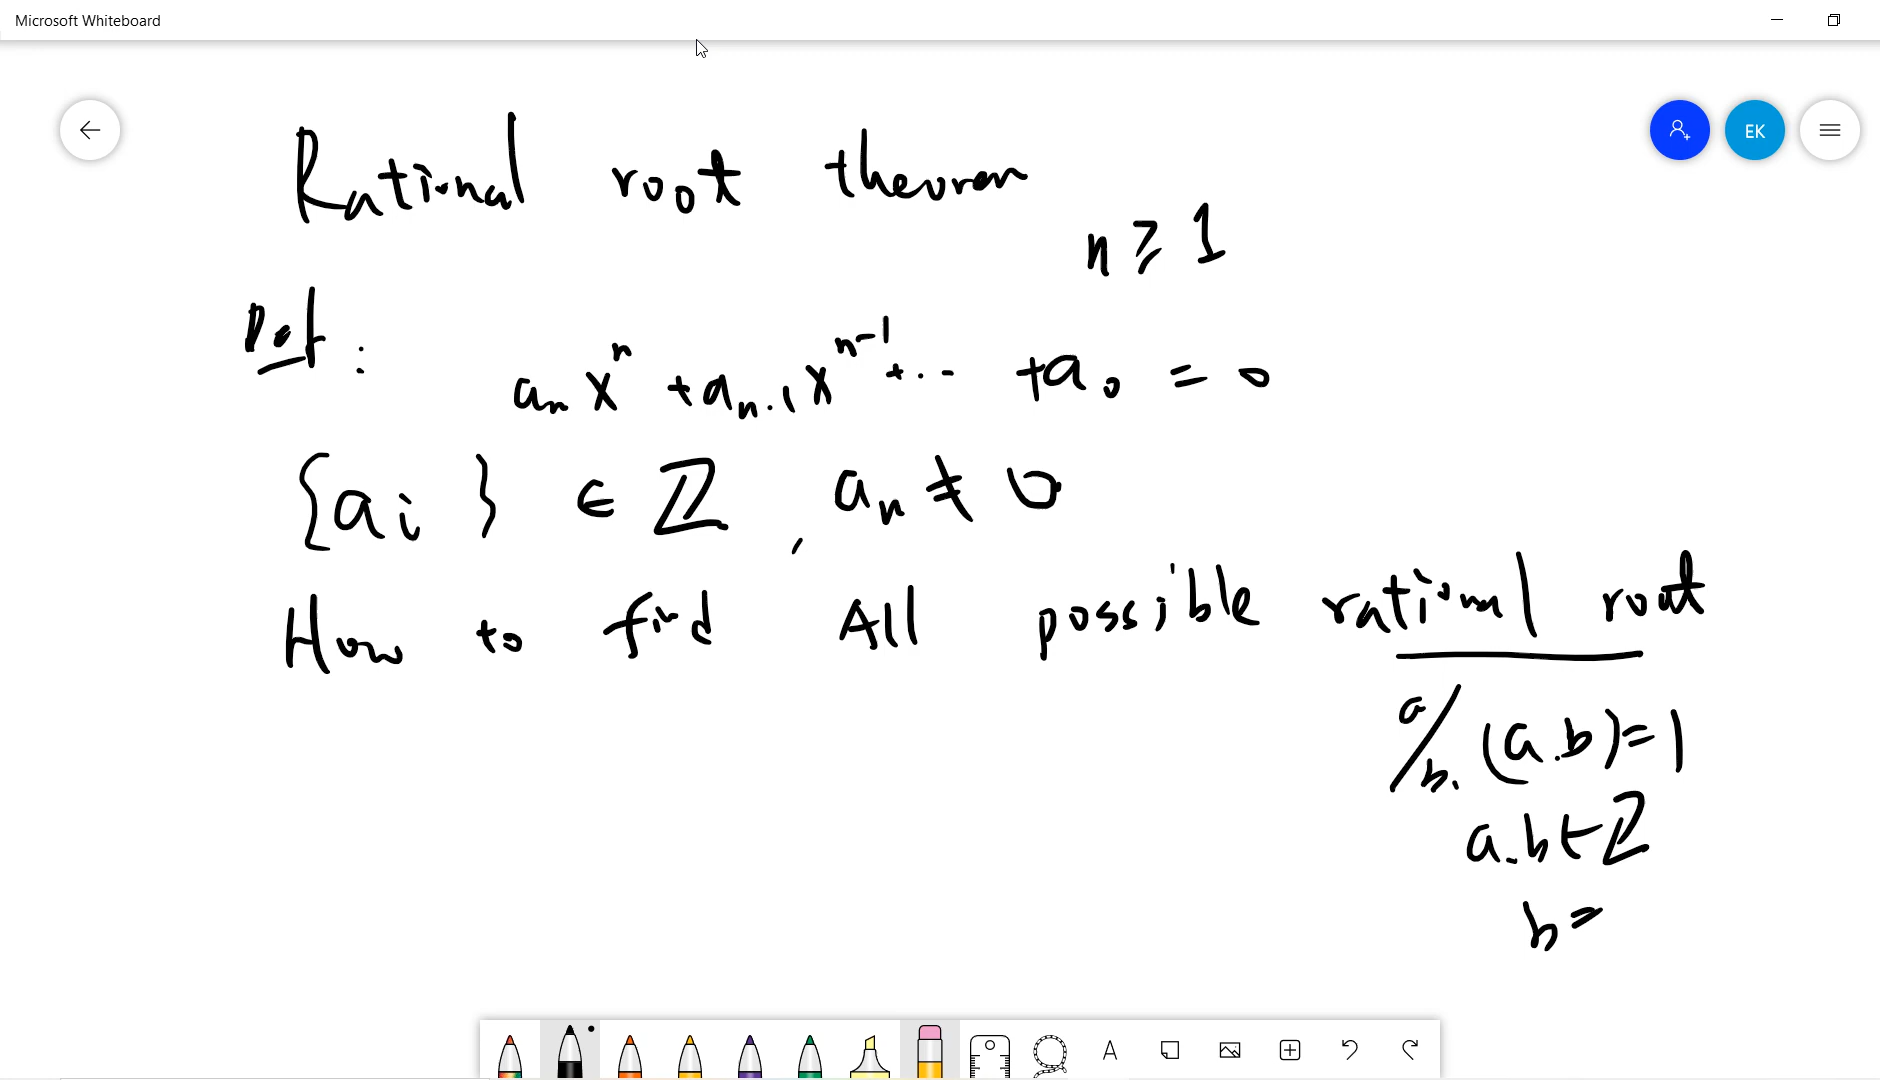 Microsoft Whiteboard
EK
Rational root theorem
n ≥ 1
Def :
aₙxⁿ + aₙ₋₁xⁿ⁻¹ + ... + a₀ = 0
{aᵢ} ∈ ℤ, aₙ ≠ 0
How to find All possible rational root
a/b. (a.b) = 1
a.b ∈ ℤ
b =
A